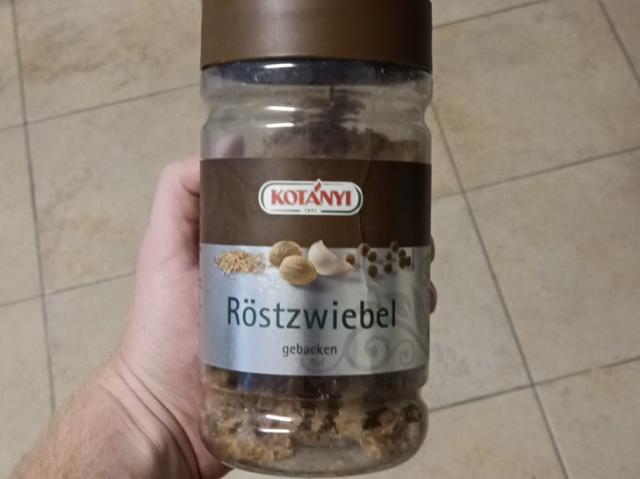 KOTÁNYI
1881
Röstzwiebel
gebacken